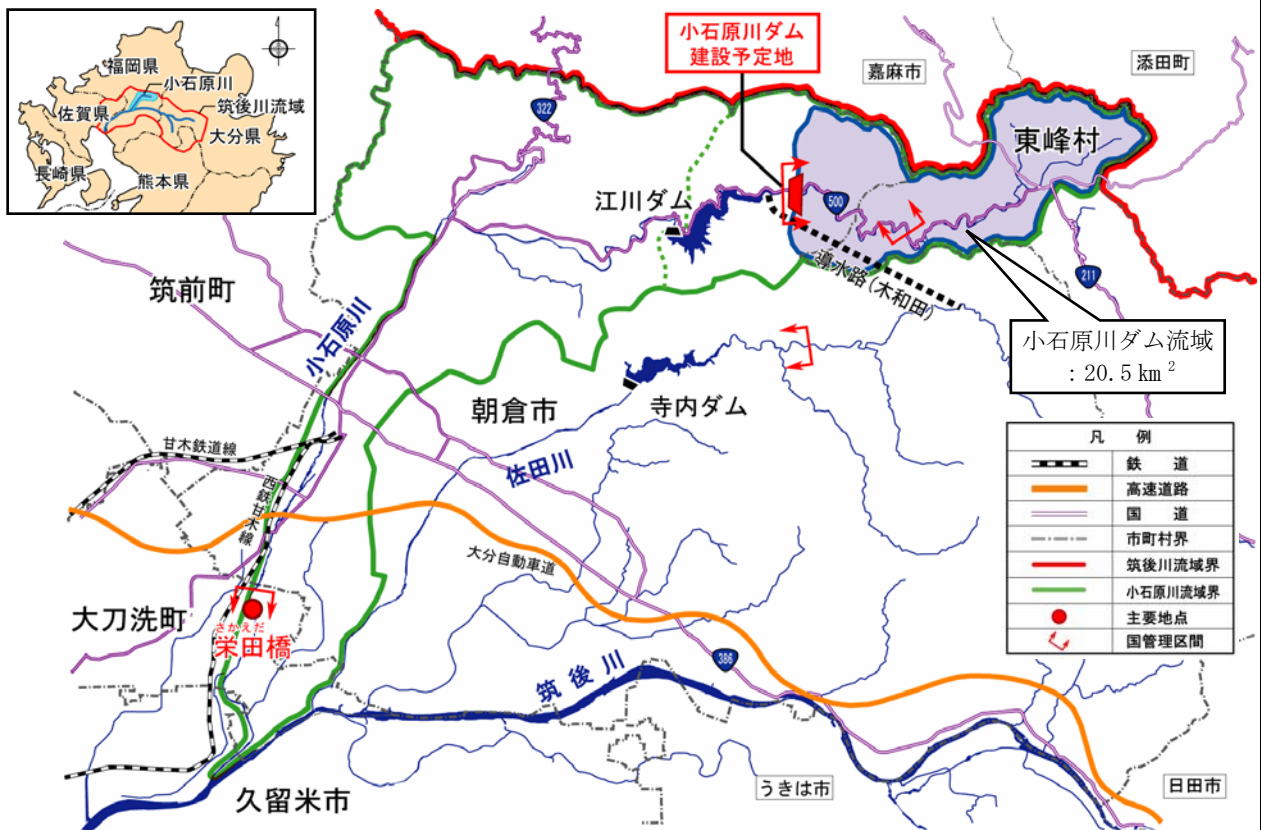 福岡県
小石原川
佐賀県
筑後川流域
大分県
長崎県
熊本県
小石原川ダム
建設予定地
嘉麻市
添田町
322
東峰村
江川ダム
500
導水路(木和田)
211
筑前町
小石原川
小石原川ダム流域
:20.5km²
朝倉市
寺内ダム
甘木鉄道線
佐田川
西鉄甘木線
大分自動車道
凡 例
鉄 道
高速道路
国 道
市町村界
筑後川流域界
小石原川流域界
主要地点
国管理区間
大刀洗町
さかえだ
栄田橋
386
筑後川
久留米市
うきは市
日田市